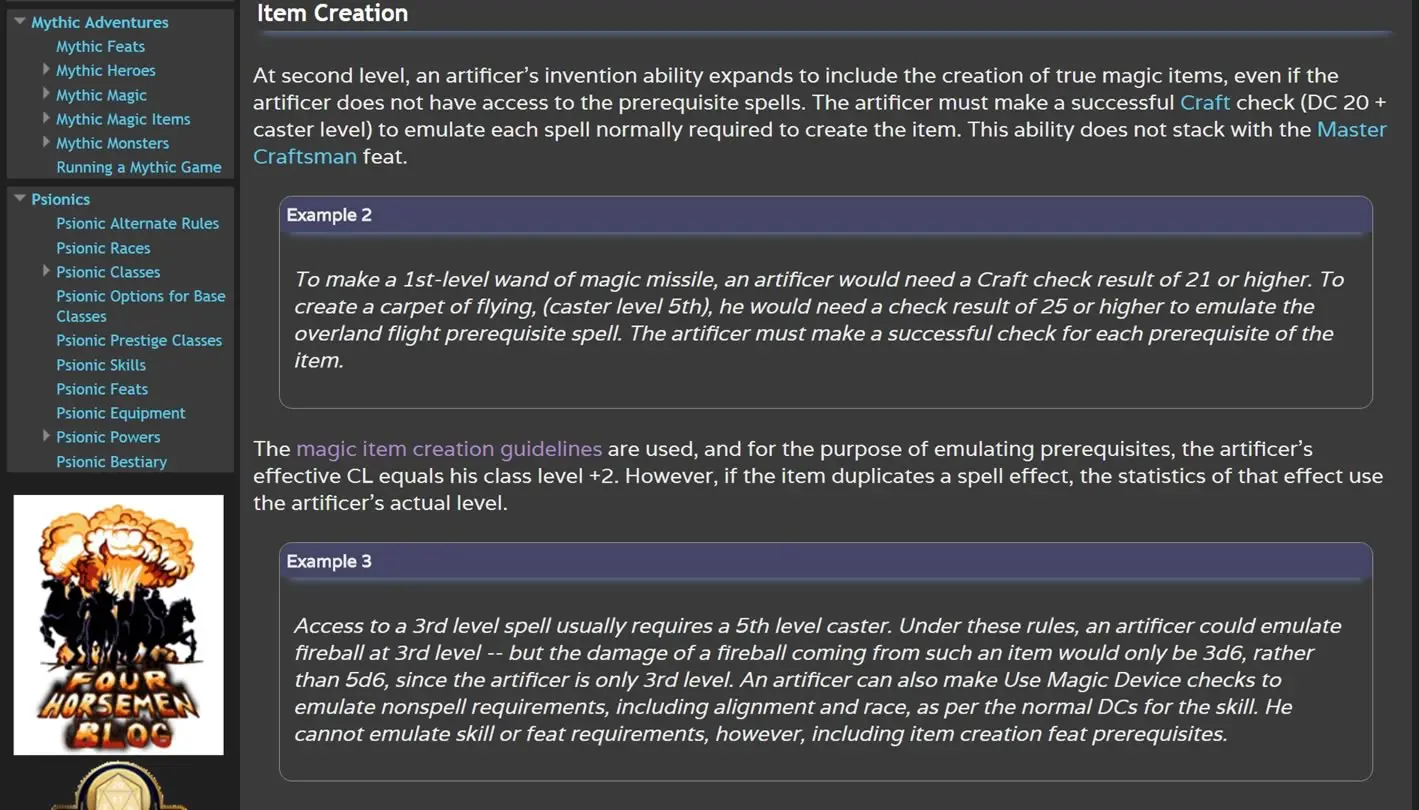 Mythic Adventures
Mythic Feats
Mythic Heroes
Mythic Magic
Mythic Magic Items
Mythic Monsters
Running a Mythic Game
Psionics
Psionic Alternate Rules
Psionic Races
Psionic Classes
Psionic Options for Base
Classes
Psionic Prestige Classes
Psionic Skills
Psionic Feats
Psionic Equipment
Psionic Powers
Psionic Bestiary
FOUR
HORSEMEN
BLOG
Item Creation
At second level, an artificer’s invention ability expands to include the creation of true magic items, even if the
artificer does not have access to the prerequisite spells. The artificer must make a successful Craft check (DC 20 +
caster level) to emulate each spell normally required to create the item. This ability does not stack with the Master
Craftsman feat.
Example 2
To make a 1st-level wand of magic missile, an artificer would need a Craft check result of 21 or higher. To
create a carpet of flying, (caster level 5th), he would need a check result of 25 or higher to emulate the
overland flight prerequisite spell. The artificer must make a successful check for each prerequisite of the
item.
The magic item creation guidelines are used, and for the purpose of emulating prerequisites, the artificer’s
effective CL equals his class level +2. However, if the item duplicates a spell effect, the statistics of that effect use
the artificer’s actual level.
Example 3
Access to a 3rd level spell usually requires a 5th level caster. Under these rules, an artificer could emulate
fireball at 3rd level -- but the damage of a fireball coming from such an item would only be 3d6, rather
than 5d6, since the artificer is only 3rd level. An artificer can also make Use Magic Device checks to
emulate nonspell requirements, including alignment and race, as per the normal DCs for the skill. He
cannot emulate skill or feat requirements, however, including item creation feat prerequisites.